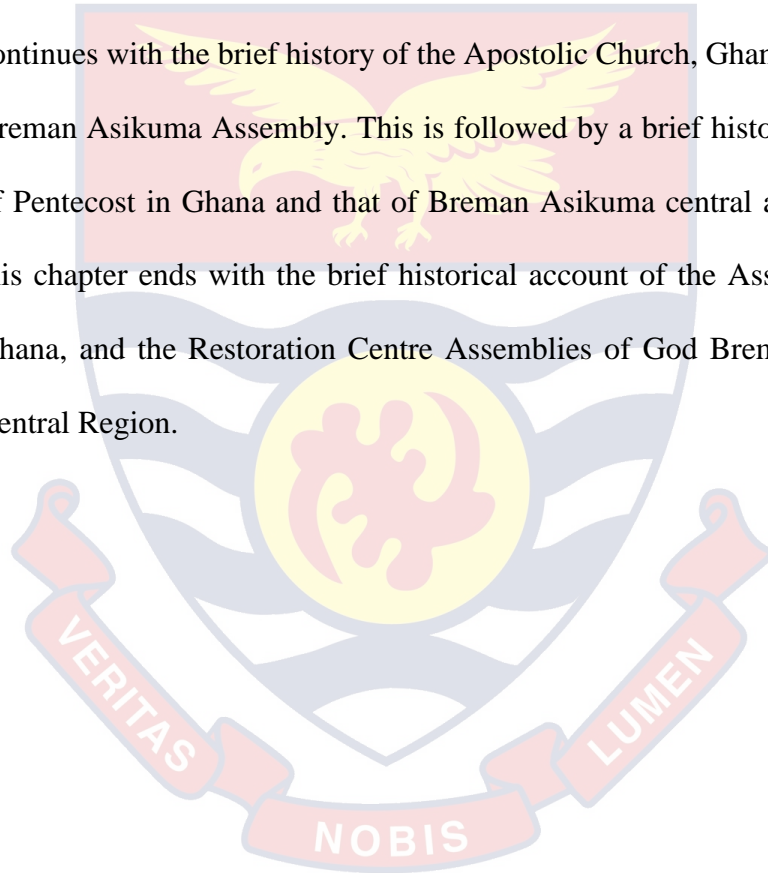 ontinues with the brief history of the Apostolic Church, Ghan
reman Asikuma Assembly. This is followed by a brief histo
f Pentecost in Ghana and that of Breman Asikuma central a
is chapter ends with the brief historical account of the Ass
hana, and the Restoration Centre Assemblies of God Brem
entral Region.
VERITAS
NOBIS
LUMEN